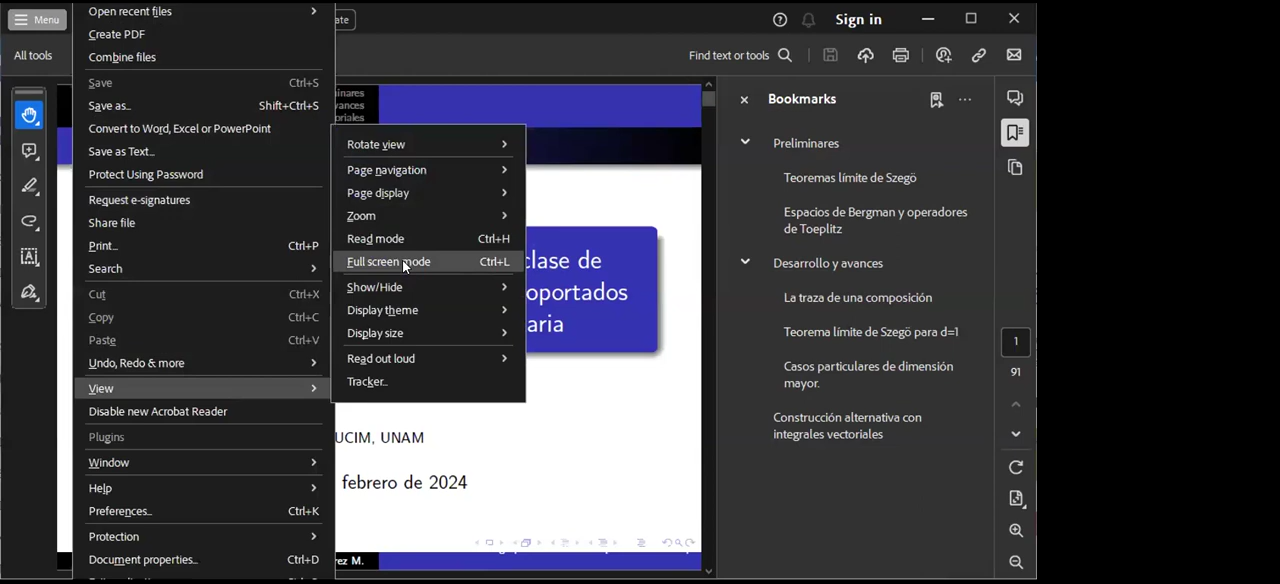 Menu
ate
Sign in
All tools
Find text or tools
Open recent files
Create PDF
Combine files
Save Ctrl+S
Save as... Shift+Ctrl+S
Convert to Word, Excel or PowerPoint
Save as Text...
Protect Using Password
Request e-signatures
Share file
Print... Ctrl+P
Search
Cut Ctrl+X
Copy Ctrl+C
Paste Ctrl+V
Undo, Redo & more
View
Disable new Acrobat Reader
Plugins
Window
Help
Preferences... Ctrl+K
Protection
Document properties... Ctrl+D
Rotate view
Page navigation
Page display
Zoom
Read mode Ctrl+H
Full screen mode Ctrl+L
Show/Hide
Display theme
Display size
Read out loud
Tracker...
inares
vances
oriales
clase de
oportados
aria
UCIM, UNAM
febrero de 2024
rez M.
Bookmarks
Preliminares
Teoremas límite de Szegö
Espacios de Bergman y operadores
de Toeplitz
Desarrollo y avances
La traza de una composición
Teorema límite de Szegö para d=1
Casos particulares de dimensión
mayor.
Construcción alternativa con
integrales vectoriales
1
91